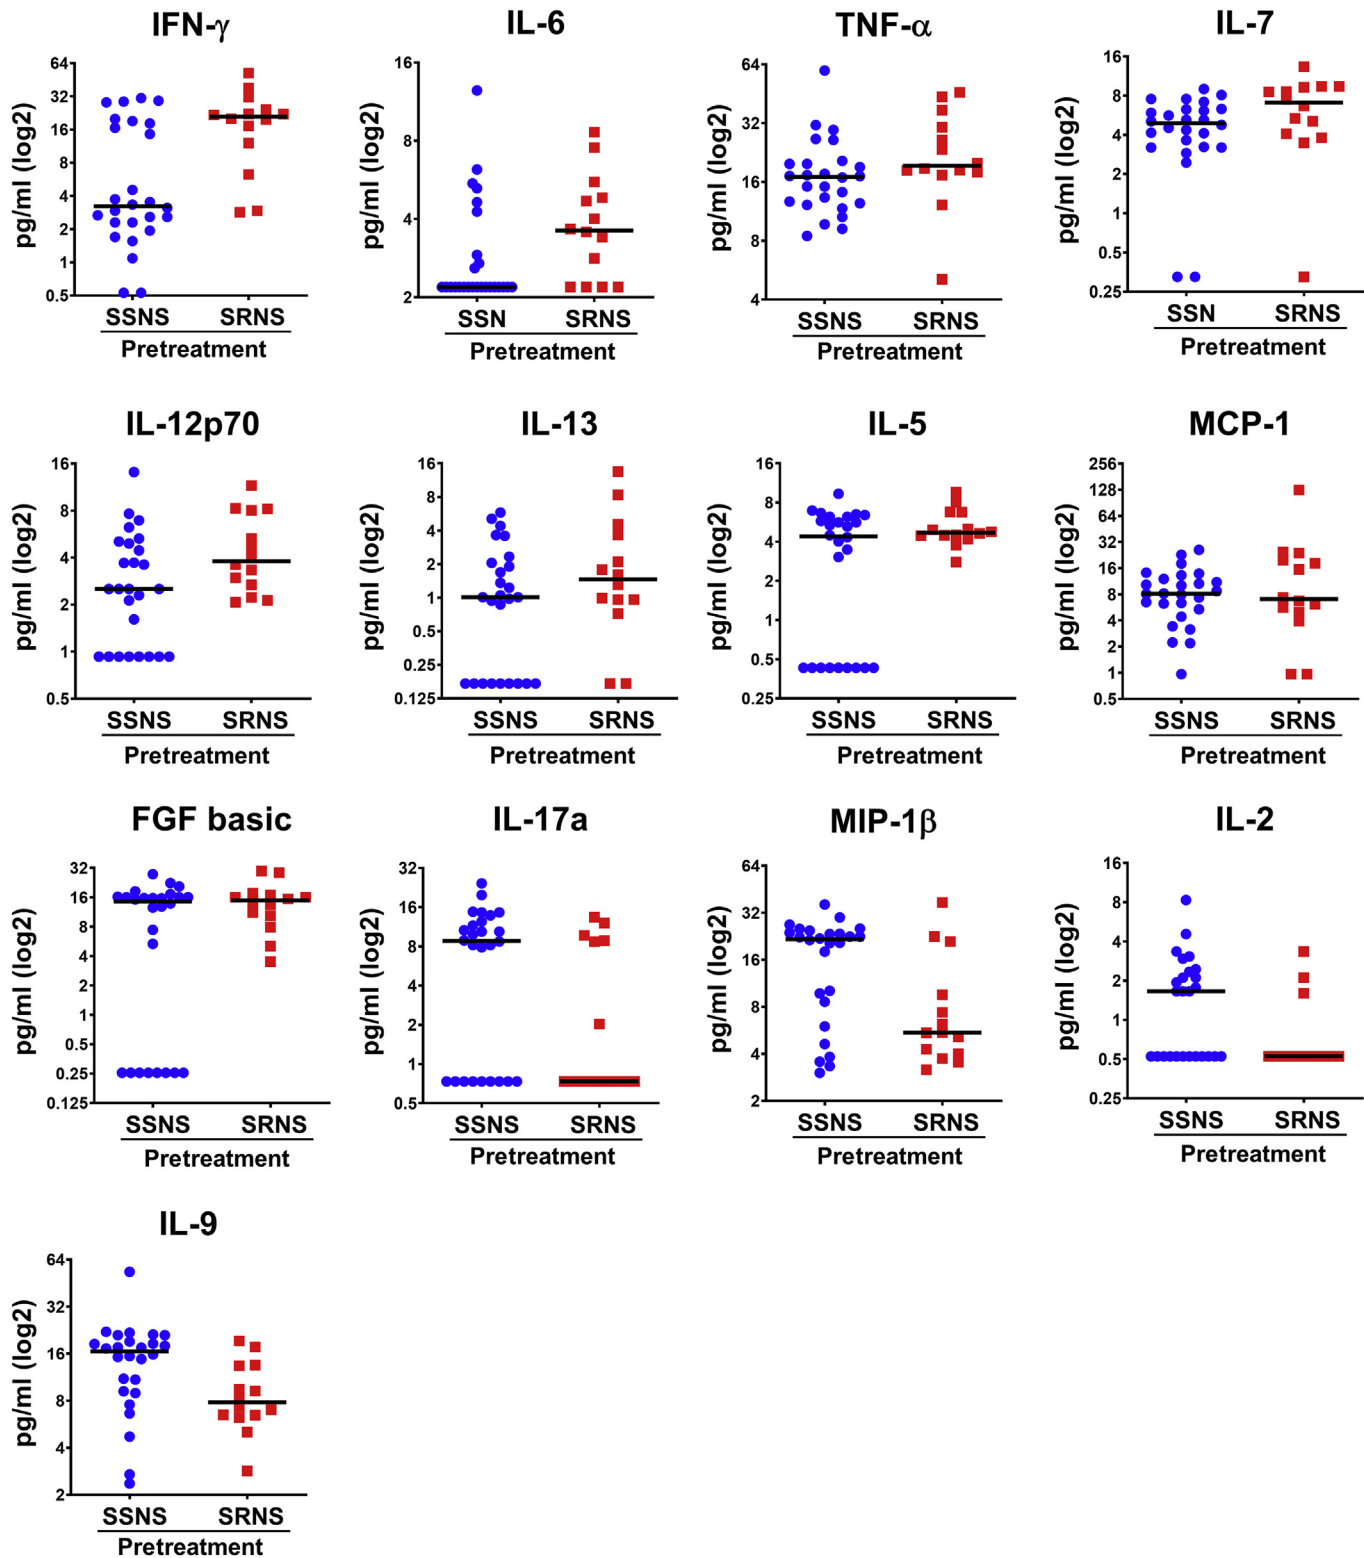 IFN-γ
pg/ml (log2)
64
32
16
8
4
2
1
0.5
SSNS SRNS
Pretreatment
IL-6
pg/ml (log2)
16
8
4
2
SSN SRNS
Pretreatment
TNF-α
pg/ml (log2)
64
32
16
8
4
SSNS SRNS
Pretreatment
IL-7
pg/ml (log2)
16
8
4
2
1
0.5
0.25
SSN SRNS
Pretreatment
IL-12p70
pg/ml (log2)
16
8
4
2
1
0.5
SSNS SRNS
Pretreatment
IL-13
pg/ml (log2)
16
8
4
2
1
0.5
0.25
0.125
SSNS SRNS
Pretreatment
IL-5
pg/ml (log2)
16
8
4
2
1
0.5
0.25
SSNS SRNS
Pretreatment
MCP-1
pg/ml (log2)
256
128
64
32
16
8
4
2
1
0.5
SSNS SRNS
Pretreatment
FGF basic
pg/ml (log2)
32
16
8
4
2
1
0.5
0.25
0.125
SSNS SRNS
Pretreatment
IL-17a
pg/ml (log2)
32
16
8
4
2
1
0.5
SSNS SRNS
Pretreatment
MIP-1β
pg/ml (log2)
64
32
16
8
4
2
SSNS SRNS
Pretreatment
IL-2
pg/ml (log2)
16
8
4
2
1
0.5
0.25
SSNS SRNS
Pretreatment
IL-9
pg/ml (log2)
64
32
16
8
4
2
SSNS SRNS
Pretreatment